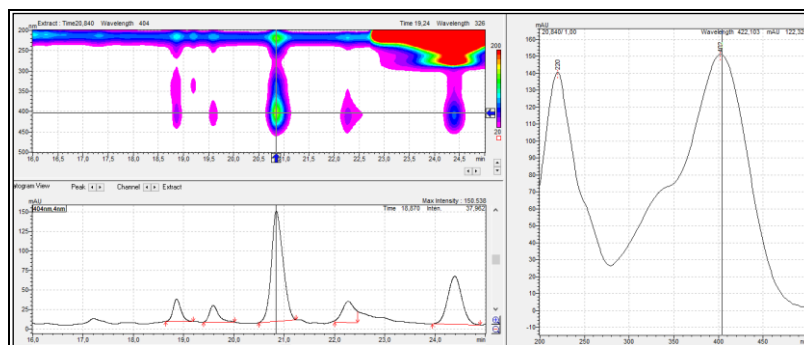 Extract : Time20,840 Wavelength 404
Time 19,24 Wavelength 326
nm
200
250
300
350
400
450
500
16,0 16,5 17,0 17,5 18,0 18,5 19,0 19,5 20,0 20,5 21,0 21,5 22,0 22,5 23,0 23,5 24,0 24,5 min
200
20
atogram View Peak Channel Extract
mAU
Max Intensity : 150,538
404nm,4nm
Time 18,870 Inten. 37,962
150
125
100
75
50
25
0
16,0 17,0 18,0 19,0 20,0 21,0 22,0 23,0 24,0 min
mAU
20,840/ 1,00
Wavelength 422,103 mAU 122,32
160
150
140
130
120
110
100
90
80
70
60
50
40
30
20
10
0
-10
220
402
200 250 300 350 400 450